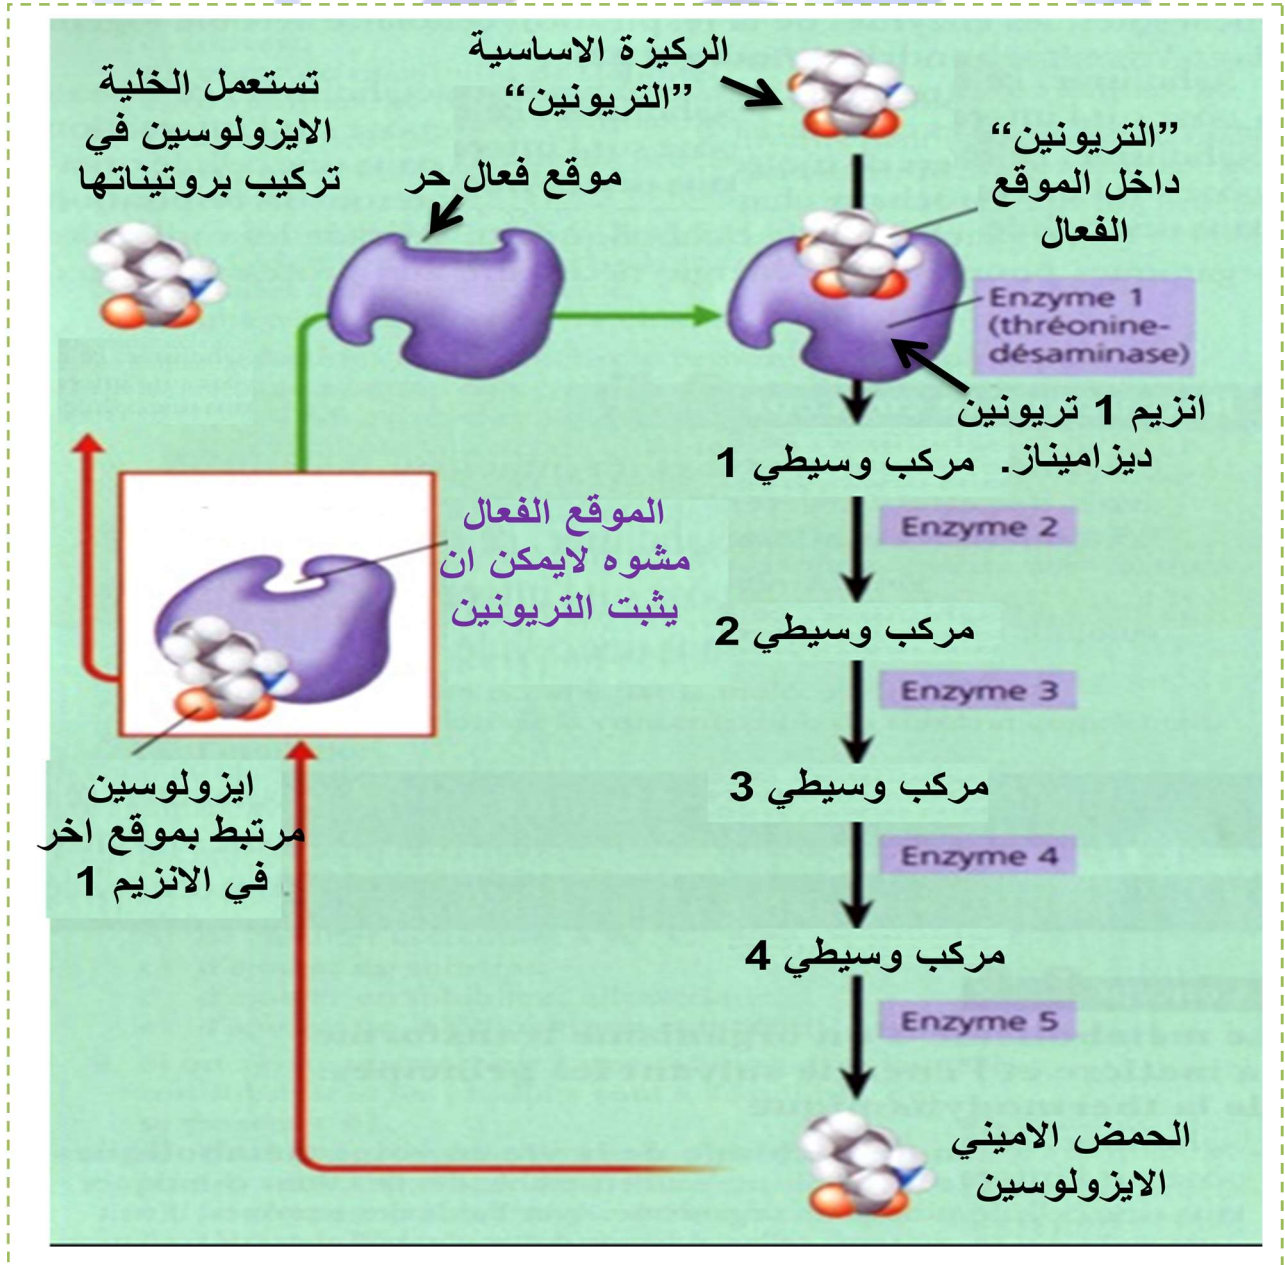 الركيزة الاساسية
“التريونين”
تستعمل الخلية
الايزولوسين في
تركيب بروتيناتها
موقع فعال حر
“التريونين”
داخل الموقع
الفعال
Enzyme 1
(thréonine-
désaminase)
انزيم 1 تريونين
ديزاميناز.
مركب وسيطي 1
الموقع الفعال
مشوه لايمكن ان
يثبت التريونين
Enzyme 2
مركب وسيطي 2
Enzyme 3
مركب وسيطي 3
ايزولوسين
مرتبط بموقع اخر
في الانزيم 1
Enzyme 4
مركب وسيطي 4
Enzyme 5
الحمض الاميني
الايزولوسين